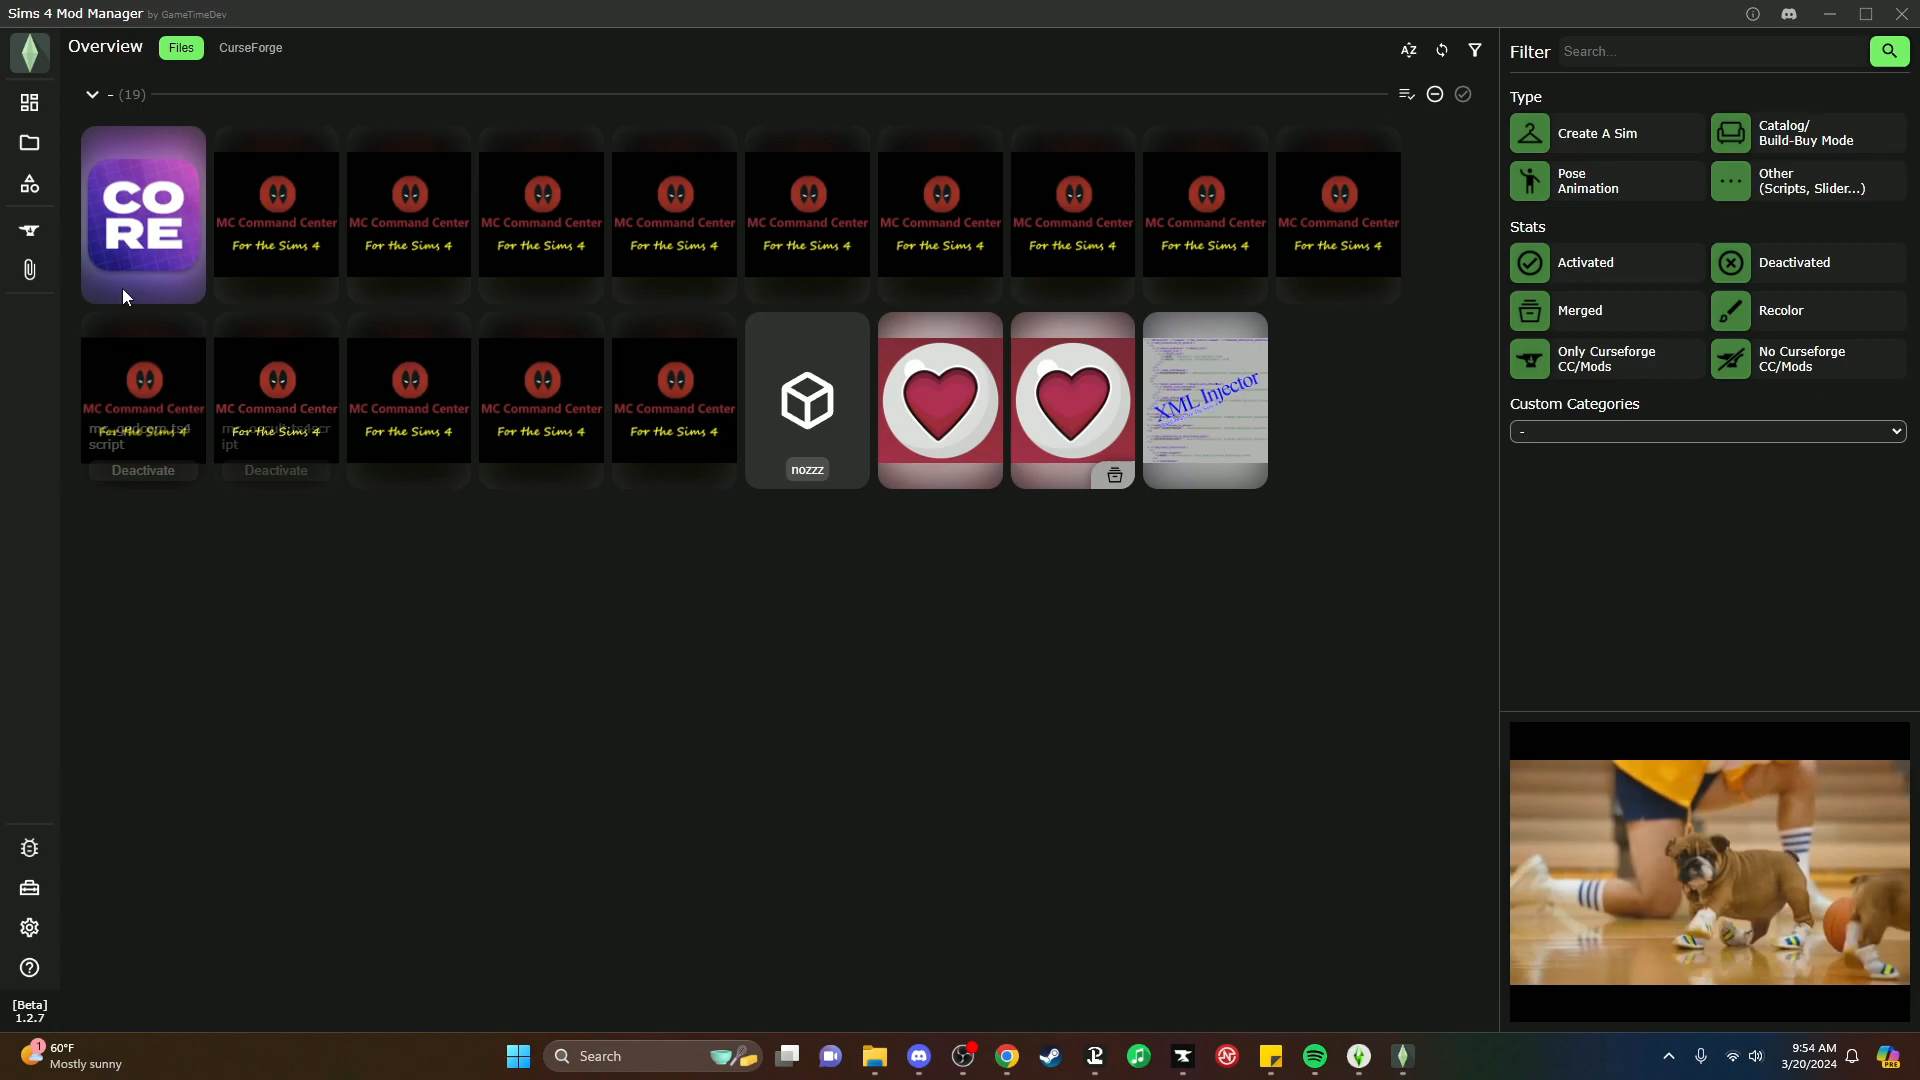 Sims 4 Mod Manager by GameTimeDev
Overview Files CurseForge
- (19)
CO
RE
MC Command Center
For the Sims 4
MC Command Center
For the Sims 4
MC Command Center
For the Sims 4
MC Command Center
For the Sims 4
MC Command Center
For the Sims 4
MC Command Center
For the Sims 4
MC Command Center
For the Sims 4
MC Command Center
For the Sims 4
MC Command Center
For the Sims 4
MC Command Center
For the Sims 4
script
Deactivate
MC Command Center
For the Sims 4
ipt
Deactivate
MC Command Center
For the Sims 4
MC Command Center
For the Sims 4
MC Command Center
For the Sims 4
nozzz
XML Injector
Filter Search...
Type
Create A Sim
Catalog/
Build-Buy Mode
Pose
Animation
Other
(Scripts, Slider...)
Stats
Activated
Deactivated
Merged
Recolor
Only Curseforge
CC/Mods
No Curseforge
CC/Mods
Custom Categories
-
[Beta]
1.2.7
1
60°F
Mostly sunny
Search
9:54 AM
3/20/2024
PRE